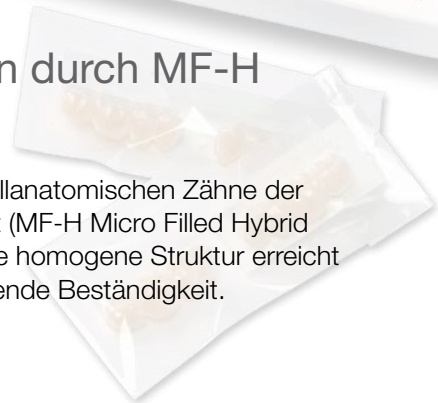 n durch MF-H
llanatomischen Zähne der
t (MF-H Micro Filled Hybrid
e homogene Struktur erreicht
ende Beständigkeit.